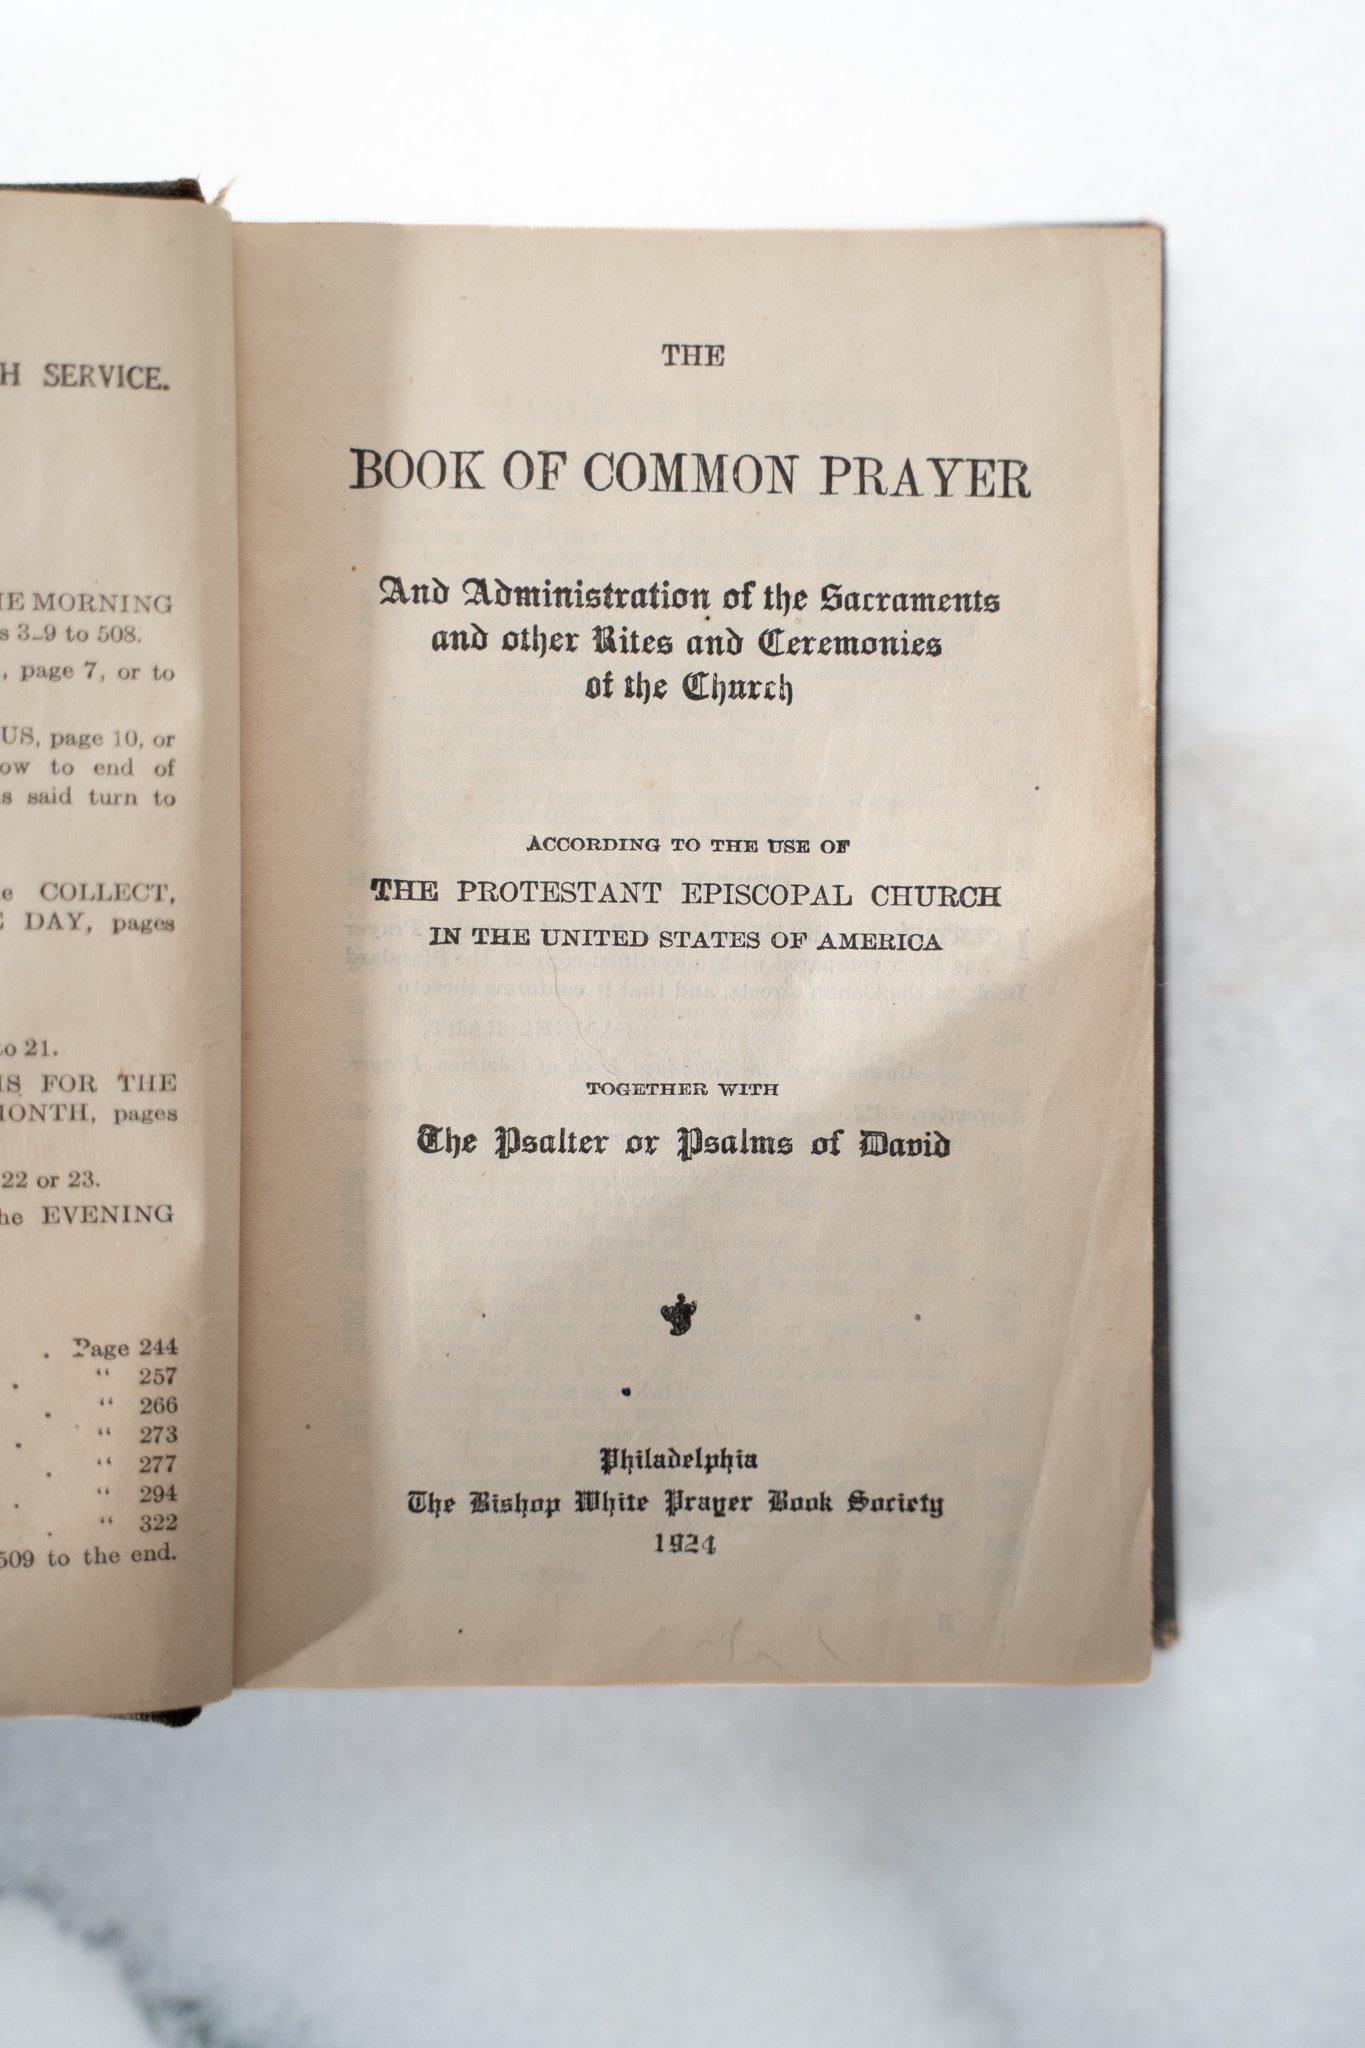 H SERVICE.
HE MORNING
s 3-9 to 508.
, page 7, or to
US, page 10, or
ow to end of
s said turn to
e COLLECT,
E DAY, pages
to 21.
IS FOR THE
MONTH, pages
22 or 23.
he EVENING
. Page 244
. “ 257
. “ 266
. “ 273
. “ 277
. “ 294
. “ 322
509 to the end.
THE
BOOK OF COMMON PRAYER
And Administration of the Sacraments
and other Rites and Ceremonies
of the Church
ACCORDING TO THE USE OF
THE PROTESTANT EPISCOPAL CHURCH
IN THE UNITED STATES OF AMERICA
TOGETHER WITH
The Psalter or Psalms of David
Philadelphia
The Bishop White Prayer Book Society
1924